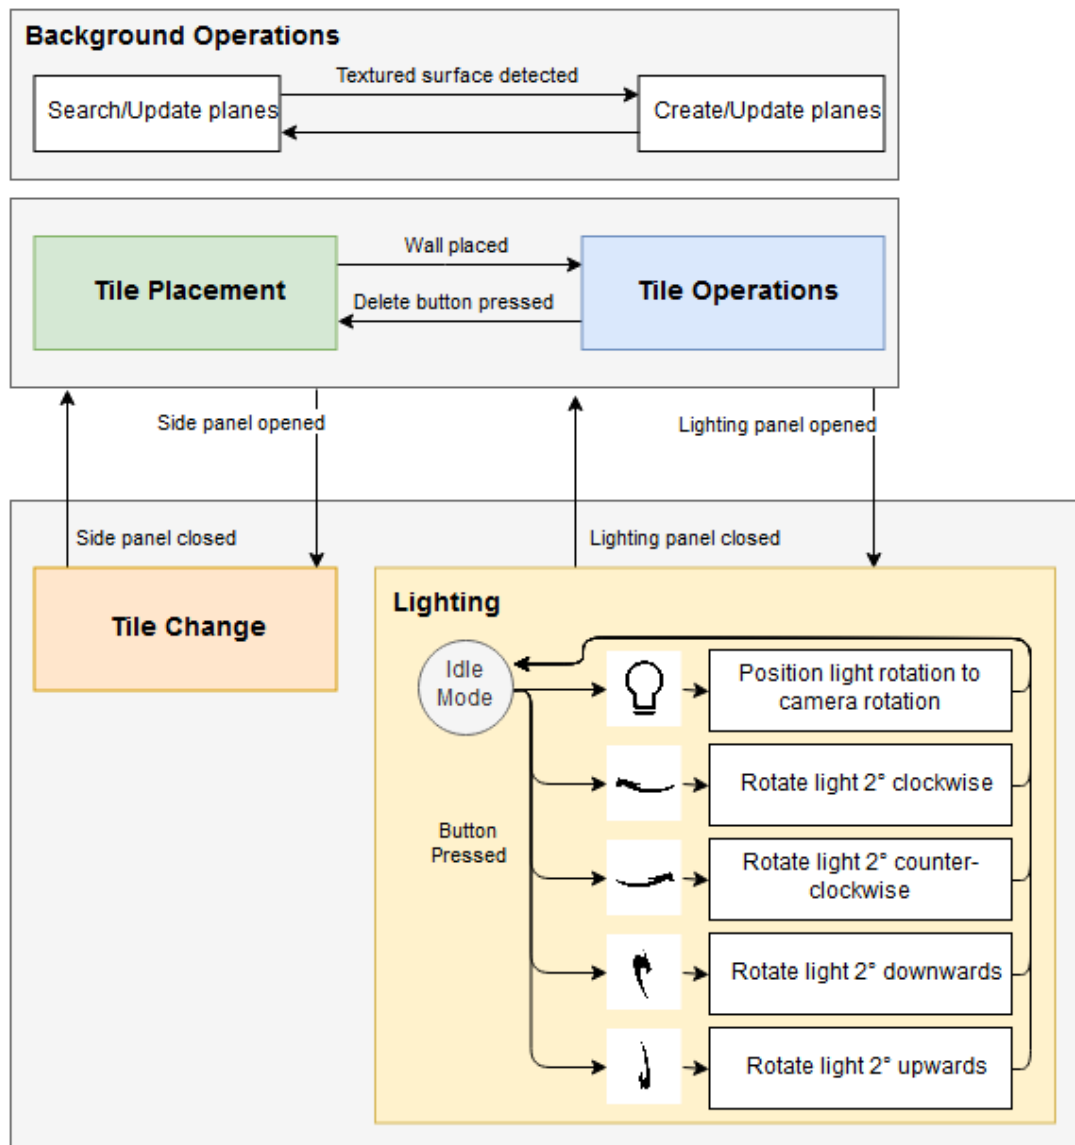 Background Operations
Textured surface detected
Search/Update planes
Create/Update planes
Wall placed
Tile Placement
Tile Operations
Delete button pressed
Side panel opened
Lighting panel opened
Side panel closed
Lighting panel closed
Tile Change
Lighting
Idle
Mode
Position light rotation to
camera rotation
Rotate light 2° clockwise
Button
Pressed
Rotate light 2° counter-
clockwise
Rotate light 2° downwards
Rotate light 2° upwards